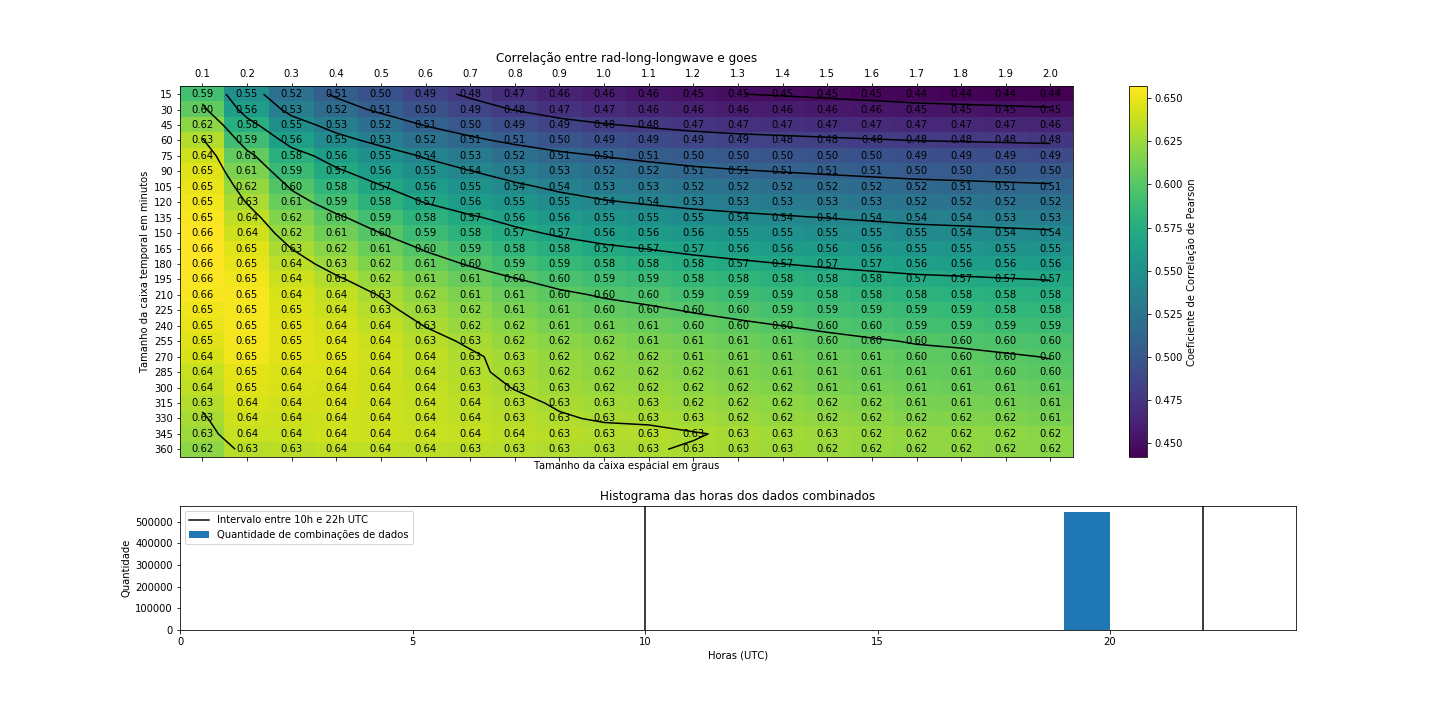 Correlação entre rad-long-longwave e goes
0.1 0.2 0.3 0.4 0.5 0.6 0.7 0.8 0.9 1.0 1.1 1.2 1.3 1.4 1.5 1.6 1.7 1.8 1.9 2.0
15 0.59 0.55 0.52 0.51 0.50 0.49 0.48 0.47 0.46 0.46 0.46 0.45 0.45 0.45 0.45 0.45 0.44 0.44 0.44 0.44
30 0.60 0.56 0.53 0.52 0.51 0.50 0.49 0.48 0.47 0.47 0.46 0.46 0.46 0.46 0.46 0.46 0.45 0.45 0.45 0.45
45 0.62 0.58 0.55 0.53 0.52 0.51 0.50 0.49 0.49 0.48 0.48 0.47 0.47 0.47 0.47 0.47 0.47 0.47 0.47 0.46
60 0.63 0.59 0.56 0.55 0.53 0.52 0.51 0.51 0.50 0.49 0.49 0.49 0.49 0.48 0.48 0.48 0.48 0.48 0.48 0.48
75 0.64 0.61 0.58 0.56 0.55 0.54 0.53 0.52 0.51 0.51 0.51 0.50 0.50 0.50 0.50 0.50 0.49 0.49 0.49 0.49
90 0.65 0.61 0.59 0.57 0.56 0.55 0.54 0.53 0.53 0.52 0.52 0.51 0.51 0.51 0.51 0.51 0.50 0.50 0.50 0.50
105 0.65 0.62 0.60 0.58 0.57 0.56 0.55 0.54 0.54 0.53 0.53 0.52 0.52 0.52 0.52 0.52 0.52 0.51 0.51 0.51
120 0.65 0.63 0.61 0.59 0.58 0.57 0.56 0.55 0.55 0.54 0.54 0.53 0.53 0.53 0.53 0.53 0.52 0.52 0.52 0.52
135 0.65 0.64 0.62 0.60 0.59 0.58 0.57 0.56 0.56 0.55 0.55 0.55 0.54 0.54 0.54 0.54 0.54 0.54 0.53 0.53
150 0.66 0.64 0.62 0.61 0.60 0.59 0.58 0.57 0.57 0.56 0.56 0.56 0.55 0.55 0.55 0.55 0.55 0.54 0.54 0.54
165 0.66 0.65 0.63 0.62 0.61 0.60 0.59 0.58 0.58 0.57 0.57 0.57 0.56 0.56 0.56 0.56 0.56 0.55 0.55 0.55
180 0.66 0.65 0.64 0.63 0.62 0.61 0.60 0.59 0.59 0.58 0.58 0.58 0.57 0.57 0.57 0.57 0.57 0.56 0.56 0.56
195 0.66 0.65 0.64 0.63 0.62 0.61 0.61 0.60 0.60 0.59 0.59 0.58 0.58 0.58 0.58 0.58 0.57 0.57 0.57 0.57
210 0.66 0.65 0.64 0.64 0.63 0.62 0.61 0.61 0.60 0.60 0.60 0.59 0.59 0.59 0.58 0.58 0.58 0.58 0.58 0.58
225 0.65 0.65 0.64 0.64 0.63 0.63 0.62 0.61 0.61 0.60 0.60 0.60 0.60 0.59 0.59 0.59 0.59 0.59 0.58 0.58
240 0.65 0.65 0.65 0.64 0.64 0.63 0.62 0.62 0.61 0.61 0.61 0.60 0.60 0.60 0.60 0.60 0.59 0.59 0.59 0.59
255 0.65 0.65 0.65 0.64 0.64 0.63 0.63 0.62 0.62 0.61 0.61 0.61 0.61 0.61 0.60 0.60 0.60 0.60 0.60 0.60
270 0.64 0.65 0.65 0.64 0.64 0.63 0.63 0.63 0.62 0.62 0.62 0.61 0.61 0.61 0.61 0.61 0.60 0.60 0.60 0.60
285 0.64 0.65 0.64 0.64 0.64 0.64 0.63 0.63 0.62 0.62 0.62 0.62 0.61 0.61 0.61 0.61 0.61 0.61 0.60 0.60
300 0.64 0.65 0.64 0.64 0.64 0.64 0.63 0.63 0.63 0.62 0.62 0.62 0.62 0.62 0.61 0.61 0.61 0.61 0.61 0.61
315 0.63 0.64 0.64 0.64 0.64 0.64 0.64 0.63 0.63 0.63 0.63 0.62 0.62 0.62 0.62 0.62 0.61 0.61 0.61 0.61
330 0.63 0.64 0.64 0.64 0.64 0.64 0.64 0.63 0.63 0.63 0.63 0.63 0.62 0.62 0.62 0.62 0.62 0.62 0.62 0.61
345 0.63 0.64 0.64 0.64 0.64 0.64 0.64 0.64 0.63 0.63 0.63 0.63 0.63 0.63 0.63 0.62 0.62 0.62 0.62 0.62
360 0.62 0.63 0.63 0.64 0.64 0.64 0.63 0.63 0.63 0.63 0.63 0.63 0.63 0.63 0.62 0.62 0.62 0.62 0.62 0.62
Tamanho da caixa temporal em minutos
Tamanho da caixa espacial em graus
0.650
0.625
0.600
0.575
0.550
0.525
0.500
0.475
0.450
Coeficiente de Correlação de Pearson
Histograma das horas dos dados combinados
Intervalo entre 10h e 22h UTC
Quantidade de combinações de dados
500000
400000
300000
200000
100000
0
Quantidade
0 5 10 15 20
Horas (UTC)